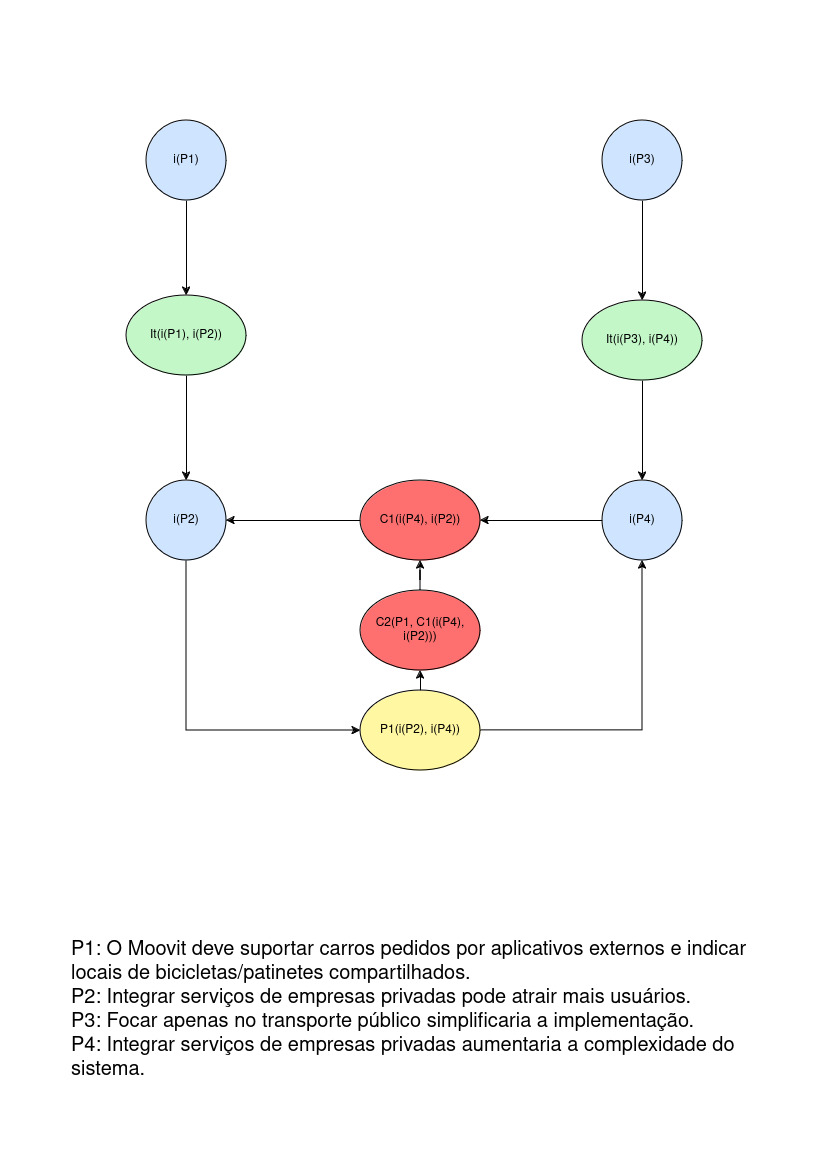 i(P1)
i(P3)
It(i(P1), i(P2))
It(i(P3), i(P4))
i(P2)
C1(i(P4), i(P2))
i(P4)
C2(P1, C1(i(P4),
i(P2)))
P1(i(P2), i(P4))
P1: O Moovit deve suportar carros pedidos por aplicativos externos e indicar
locais de bicicletas/patinetes compartilhados.
P2: Integrar serviços de empresas privadas pode atrair mais usuários.
P3: Focar apenas no transporte público simplificaria a implementação.
P4: Integrar serviços de empresas privadas aumentaria a complexidade do
sistema.